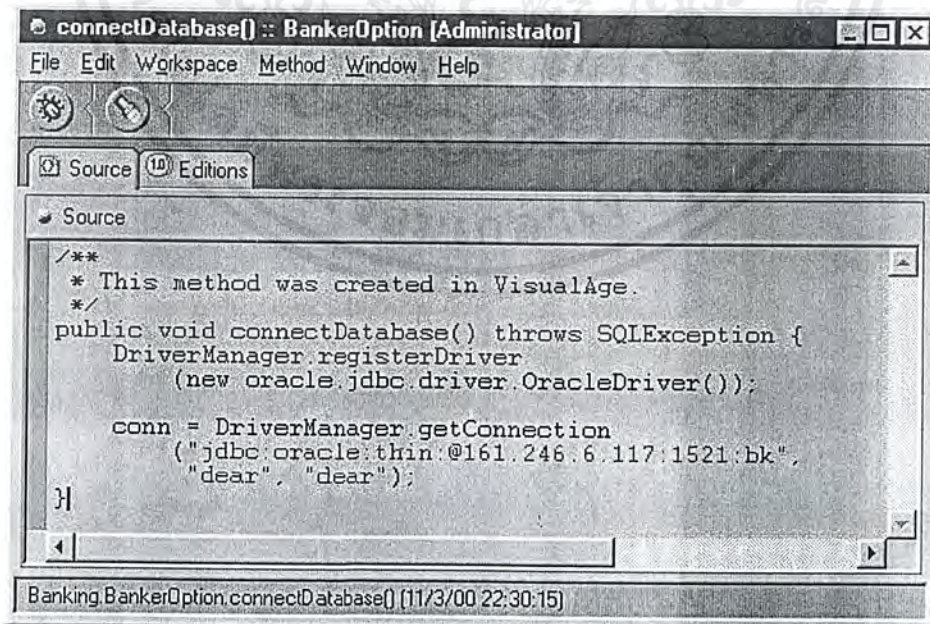 connectDatabase() :: BankerOption [Administrator]
File Edit Workspace Method Window Help
Source Editions
Source
/**
* This method was created in VisualAge.
*/
public void connectDatabase() throws SQLException {
DriverManager.registerDriver
(new oracle.jdbc.driver.OracleDriver());
conn = DriverManager.getConnection
("jdbc:oracle:thin:@161.246.6.117:1521:bk",
"dear", "dear");
}
Banking.BankerOption.connectDatabase() (11/3/00 22:30:15)